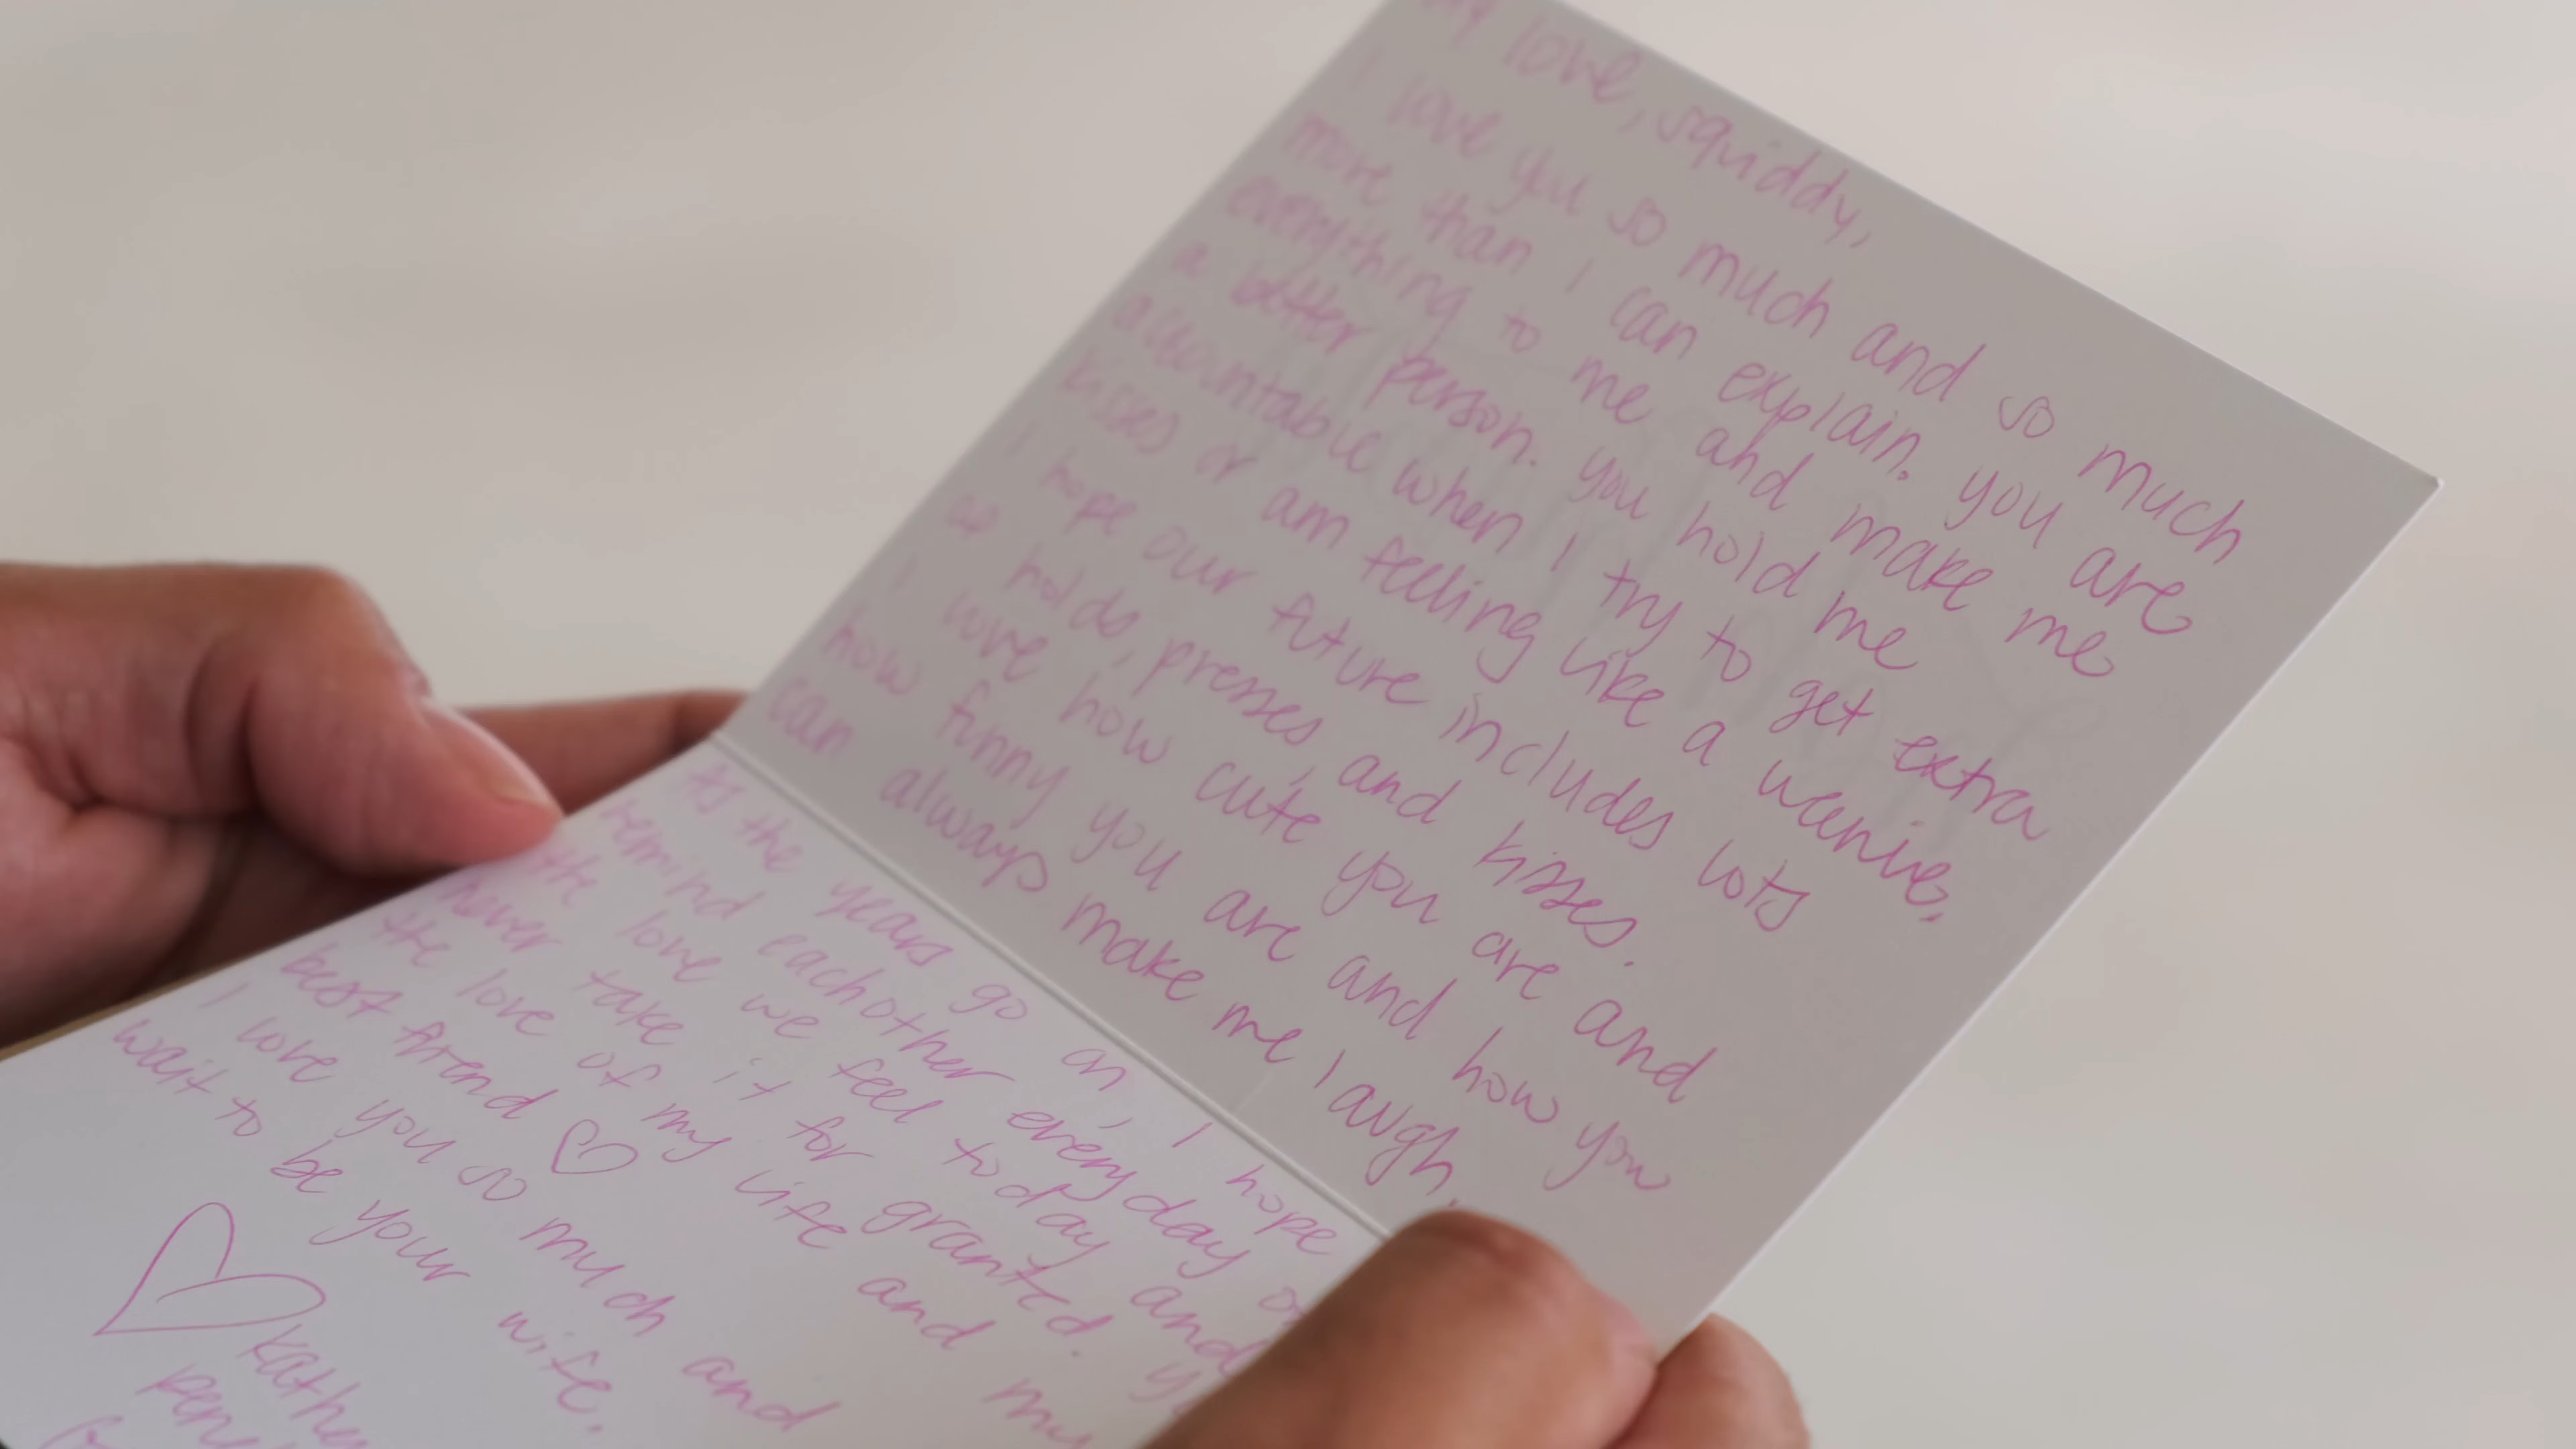 my love, squiddy,
I love you so much and so much
more than I can explain. you are
everything to me and make me
a better person. you hold me
accountable when I try to get extra
kisses or am feeling like a weenie.
I hope our future includes lots
of holds, presses, and kisses.
I love how cute you are and
how funny you are and how you
can always make me laugh.
As the years go on, I hope
remind eachother everyday
the love we feel today and
never take it for granted.
the love of my life and my
best friend ♡
I love you so much and
wait to be your wife.
♡